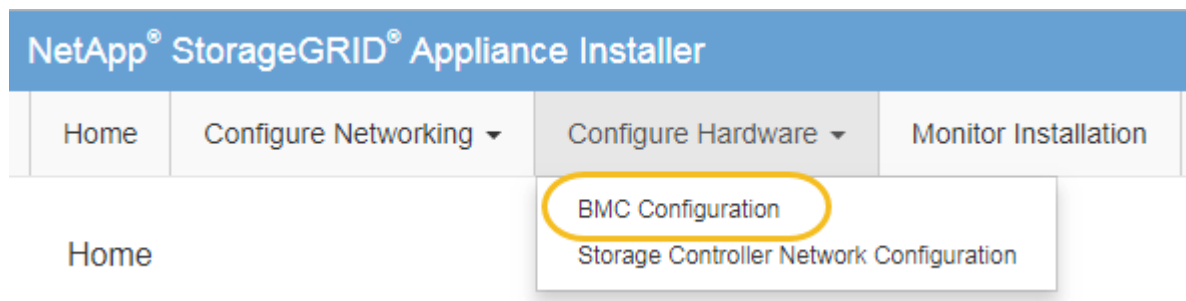 NetApp® StorageGRID® Appliance Installer
Home Configure Networking Configure Hardware Monitor Installation
BMC Configuration
Home
Storage Controller Network Configuration